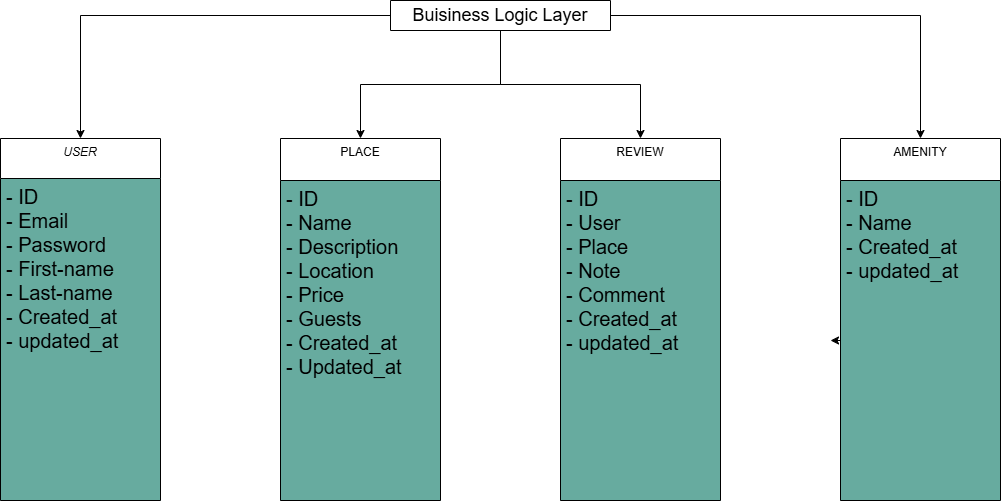 Buisiness Logic Layer
USER
- ID
- Email
- Password
- First-name
- Last-name
- Created_at
- updated_at
PLACE
- ID
- Name
- Description
- Location
- Price
- Guests
- Created_at
- Updated_at
REVIEW
- ID
- User
- Place
- Note
- Comment
- Created_at
- updated_at
AMENITY
- ID
- Name
- Created_at
- updated_at